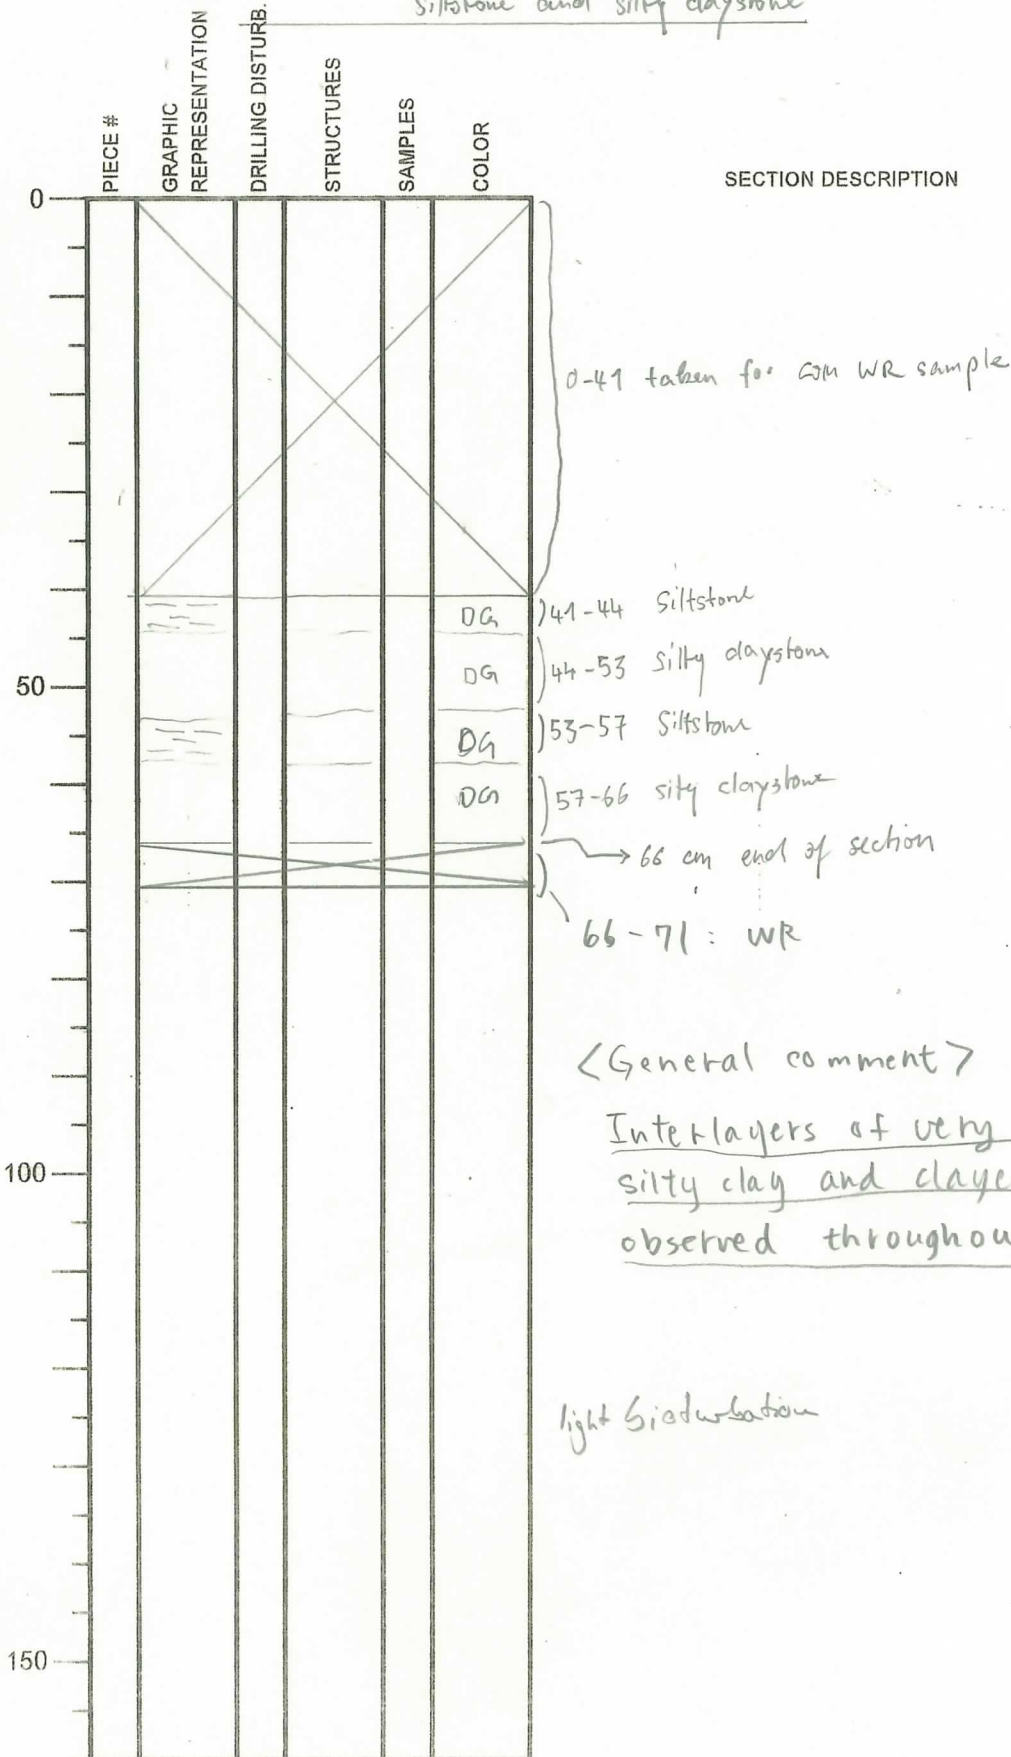 siltstone and silty claystone
PIECE #
GRAPHIC
REPRESENTATION
DRILLING DISTURB.
STRUCTURES
SAMPLES
COLOR
SECTION DESCRIPTION
0
0-41 taken for com WR sample
DG )41-44 Siltstone
DG )44-53 silty claystone
50
DG )53-57 Siltstone
DG )57-66 sity claystone
→ 66 cm end of section
66 - 71 : WR
<General comment>
Interlayers of very
100
silty clay and claye
observed throughou
light bioturbation
150